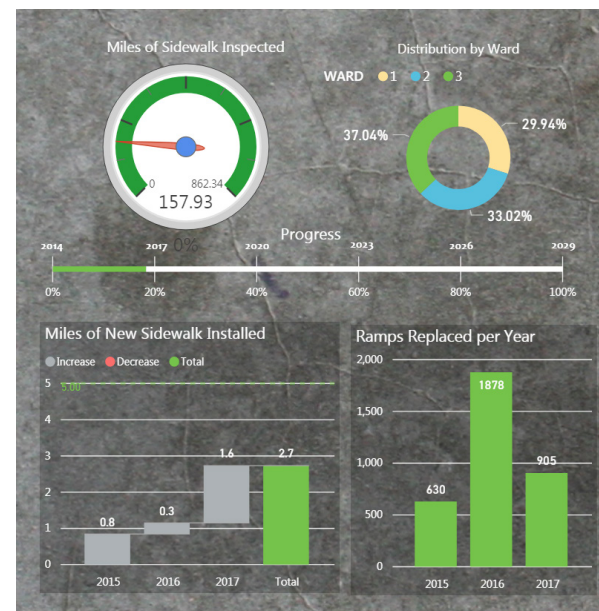 Miles of Sidewalk Inspected
0
862.34
157.93
0%
Distribution by Ward
WARD 1 2 3
37.04%
29.94%
33.02%
Progress
2014 2017 2020 2023 2026 2029
0% 20% 40% 60% 80% 100%
Miles of New Sidewalk Installed
Increase Decrease Total
5
5.00
4
3
2
1
0
0.8
0.3
1.6
2.7
2015 2016 2017 Total
Ramps Replaced per Year
2,000
1,500
1,000
500
0
630
1878
905
2015 2016 2017